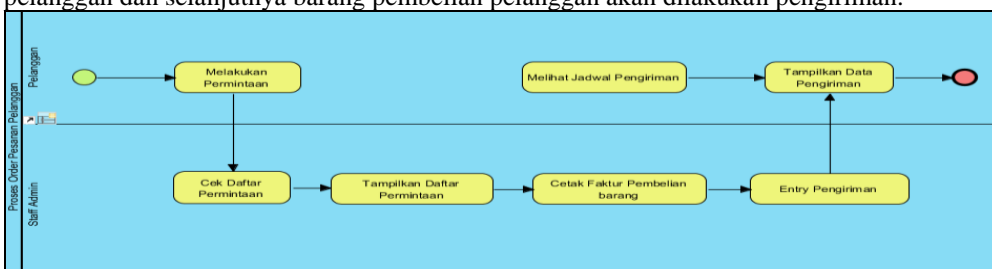 pelanggan dan selanjutnya barang pembelian pelanggan akan dilakukan pengiriman.
Proses Order Pesanan Pelanggan
Pelanggan
Melakukan
Permintaan
Melihat Jadwal Pengiriman
Tampilkan Data
Pengiriman
Staff Admin
Cek Daftar
Permintaan
Tampilkan Daftar
Permintaan
Cetak Faktur Pembelian
barang
Entry Pengiriman